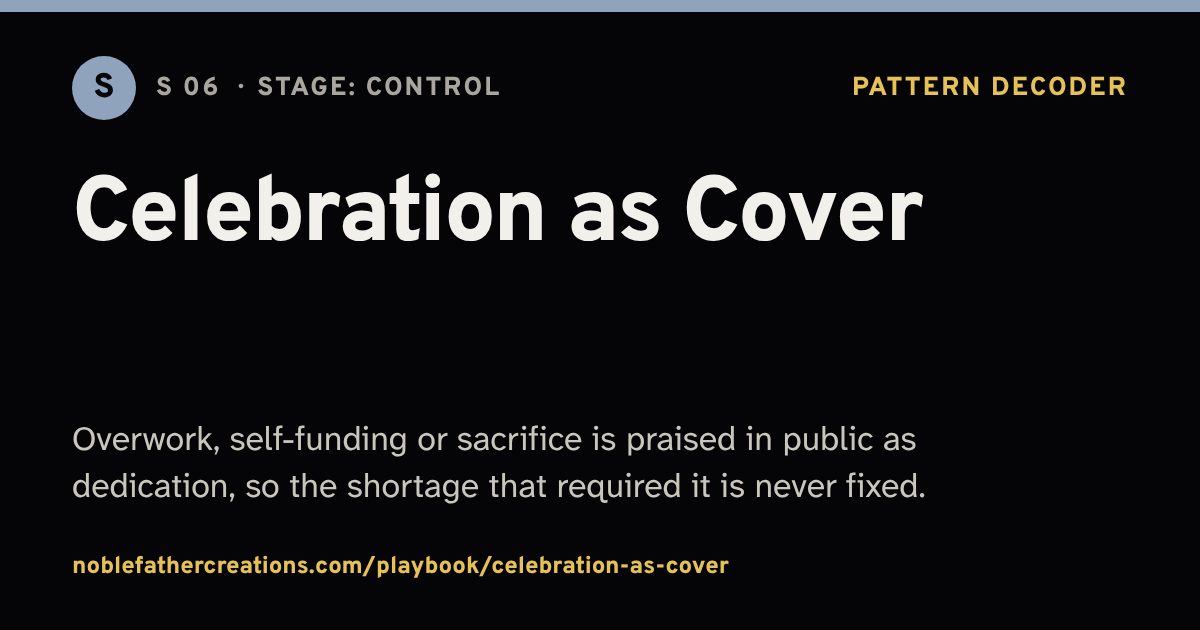 S
S 06 · STAGE: CONTROL
PATTERN DECODER
Celebration as Cover
Overwork, self-funding or sacrifice is praised in public as
dedication, so the shortage that required it is never fixed.
noblefathercreations.com/playbook/celebration-as-cover